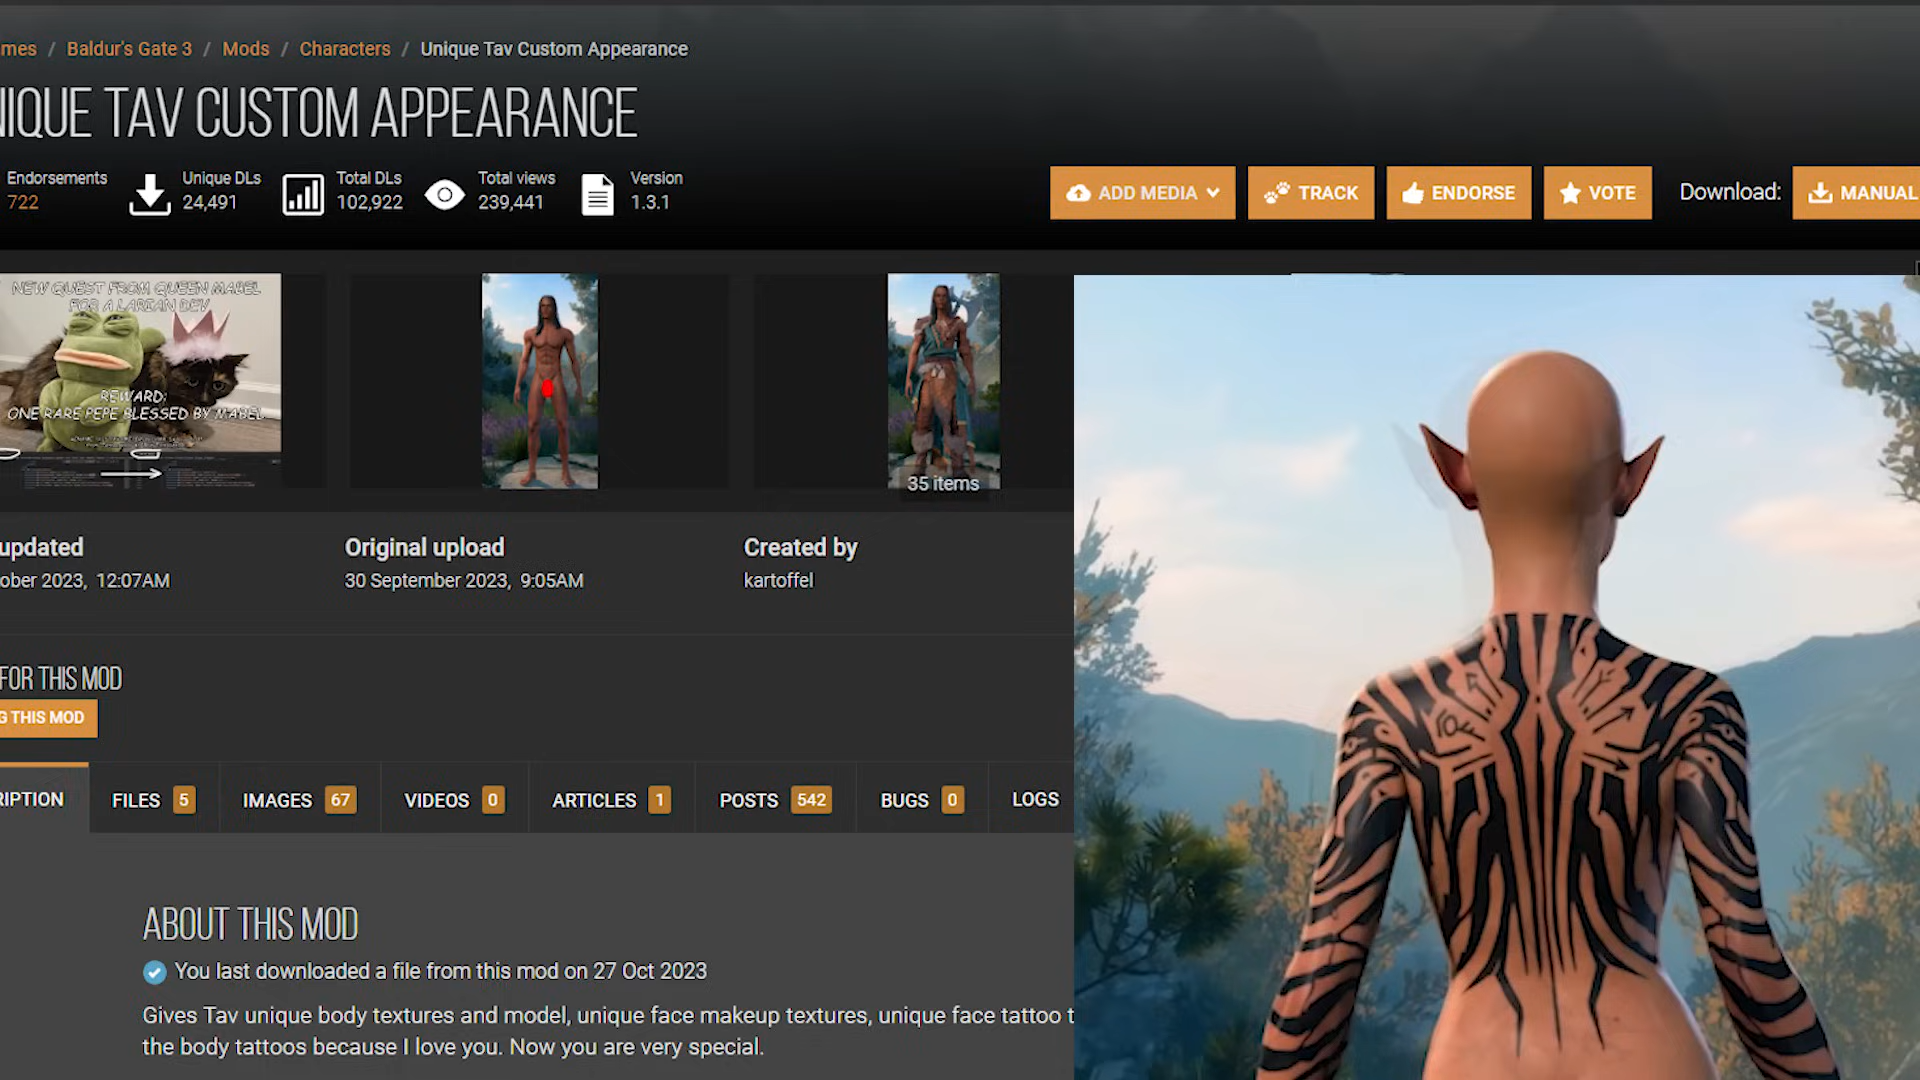 mes / Baldur's Gate 3 / Mods / Characters / Unique Tav Custom Appearance
NIQUE TAV CUSTOM APPEARANCE
Endorsements
722
Unique DLs
24,491
Total DLs
102,922
Total views
239,441
Version
1.3.1
ADD MEDIA
TRACK
ENDORSE
VOTE
Download:
MANUAL
NEW QUEST FROM QUEEN MABEL
FOR A LARIAN DEV
REWARD:
ONE RARE PEPE BLESSED BY MABEL
35 items
updated
ober 2023, 12:07AM
Original upload
30 September 2023, 9:05AM
Created by
kartoffel
FOR THIS MOD
G THIS MOD
RIPTION
FILES 5
IMAGES 67
VIDEOS 0
ARTICLES 1
POSTS 542
BUGS 0
LOGS
ABOUT THIS MOD
You last downloaded a file from this mod on 27 Oct 2023
Gives Tav unique body textures and model, unique face makeup textures, unique face tattoo t
the body tattoos because I love you. Now you are very special.